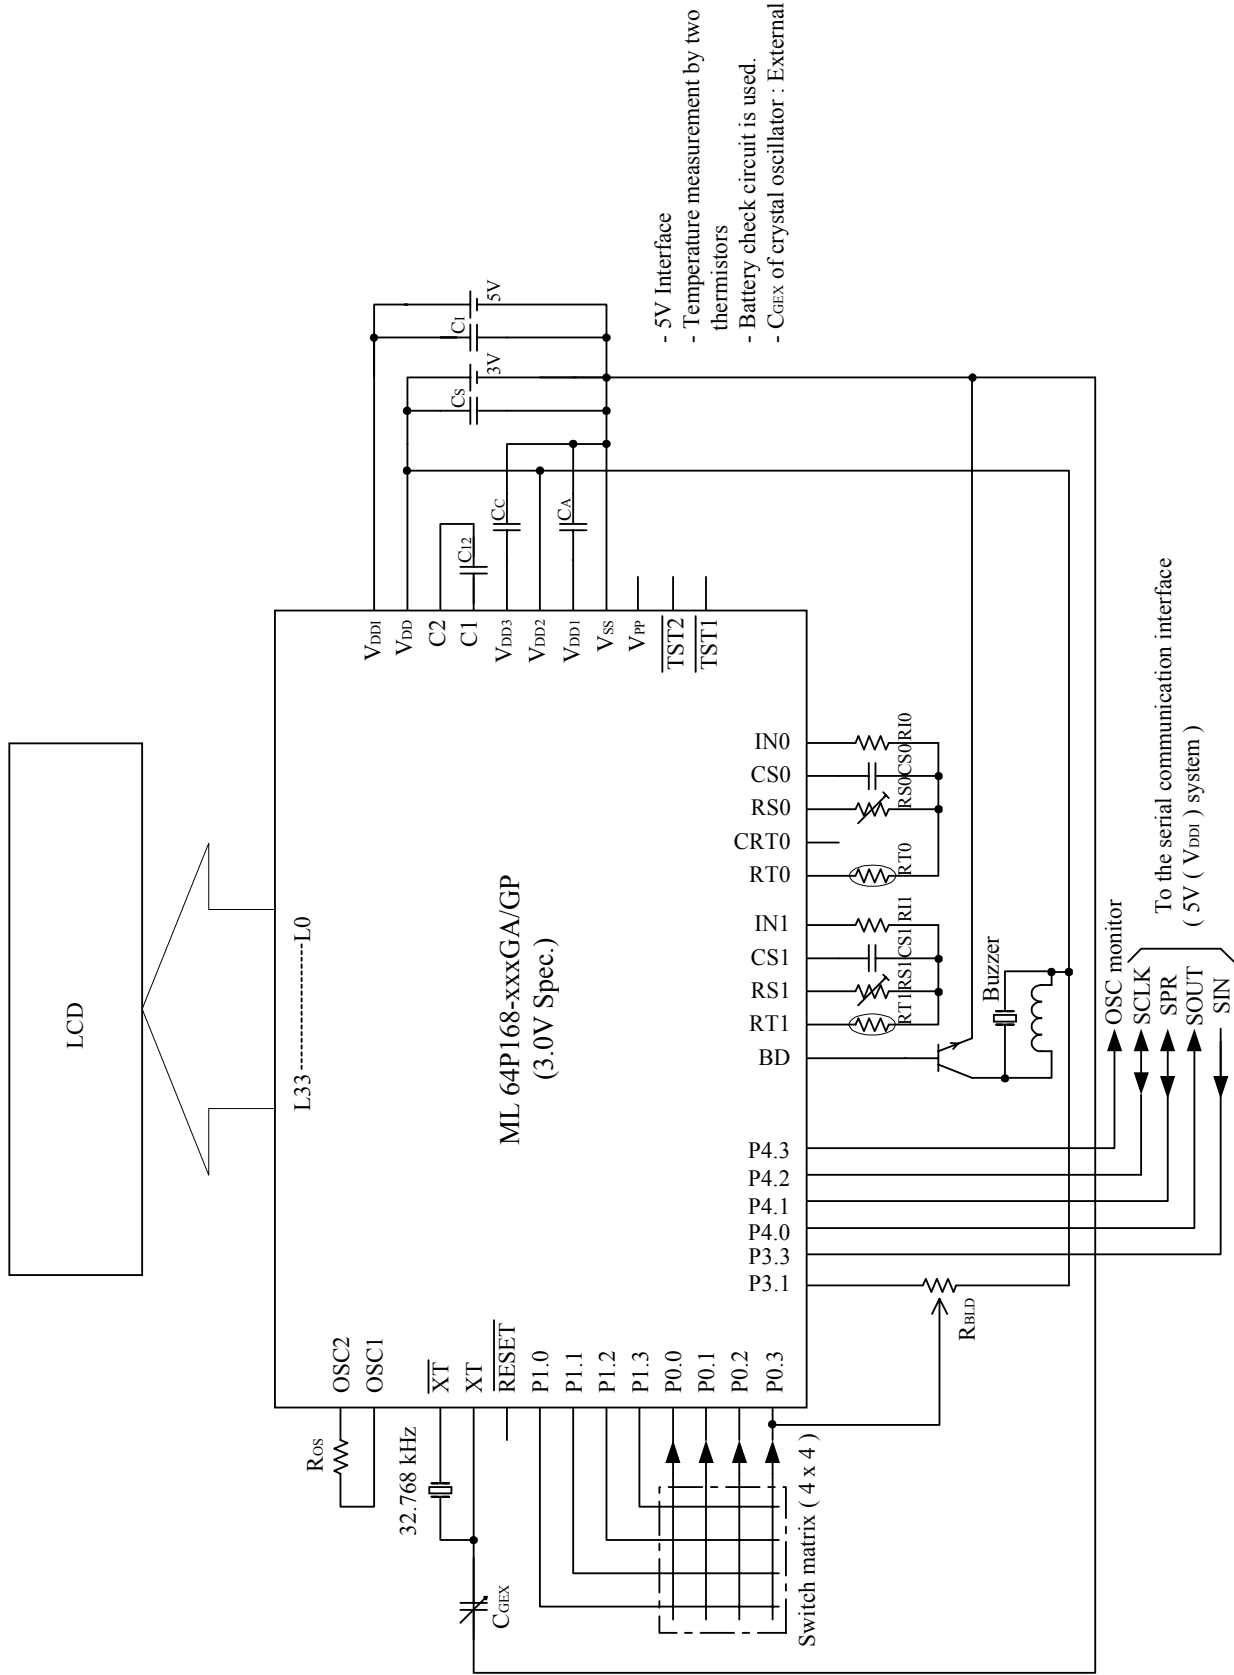 LCD
L33 --------- L0
ML 64P168-xxxGA/GP
(3.0V Spec.)
OSC2
OSC1
XT
XT
RESET
P1.0
P1.1
P1.2
P1.3
P0.0
P0.1
P0.2
P0.3
ROS
32.768 kHz
CGEX
Switch matrix ( 4 x 4 )
VDDI
VDD
C2
C1
VDD3
VDD2
VDD1
VSS
VPP
TST2
TST1
C12
CC
CA
CS
3V
CI
5V
P3.1
P3.3
P4.0
P4.1
P4.2
P4.3
BD
RT1
RS1
CS1
IN1
RT0
CRT0
RS0
CS0
IN0
RT1
RS1
CS1
RI1
RT0
RS0
CS0
RI0
RBLD
Buzzer
OSC monitor
SCLK
SPR
SOUT
SIN
To the serial communication interface
( 5V ( VDDI ) system )
- 5V Interface
- Temperature measurement by two
thermistors
- Battery check circuit is used.
- CGEX of crystal oscillator : External